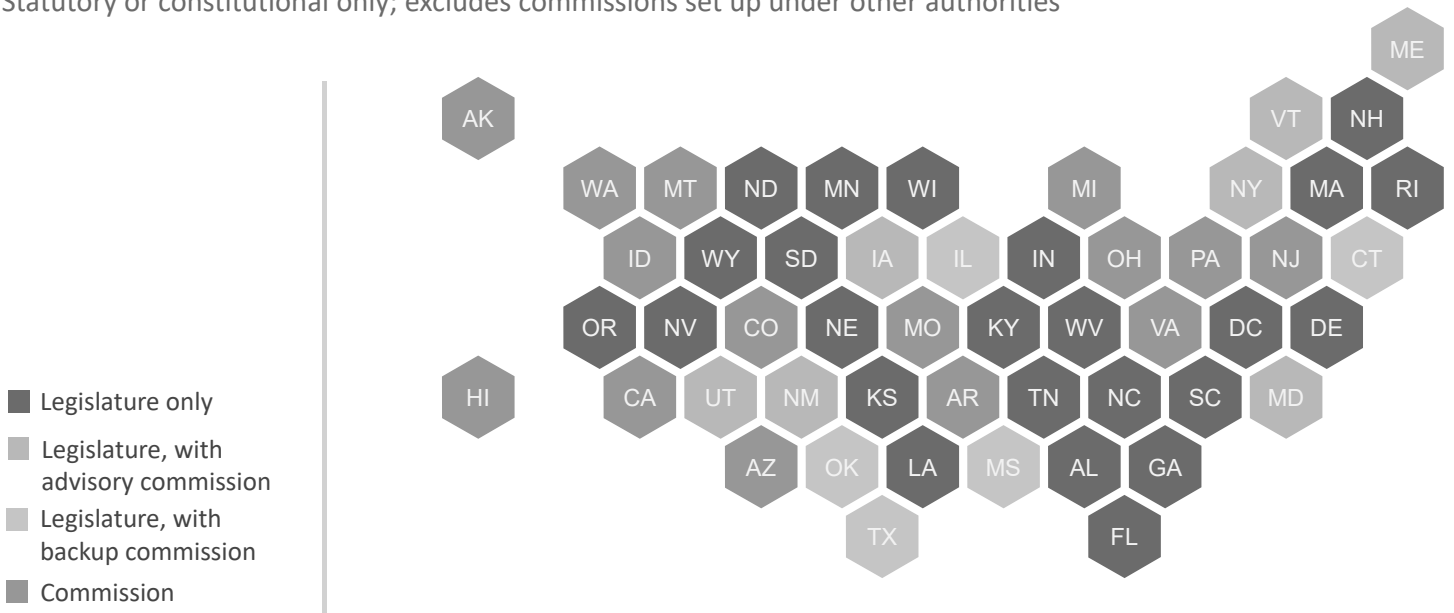 Statutory or constitutional only; excludes commissions set up under other authorities
ME
AK
VT NH
WA MT ND MN WI MI NY MA RI
ID WY SD IA IL IN OH PA NJ CT
OR NV CO NE MO KY WV VA DC DE
HI CA UT NM KS AR TN NC SC MD
AZ OK LA MS AL GA
TX FL
Legislature only
Legislature, with
advisory commission
Legislature, with
backup commission
Commission